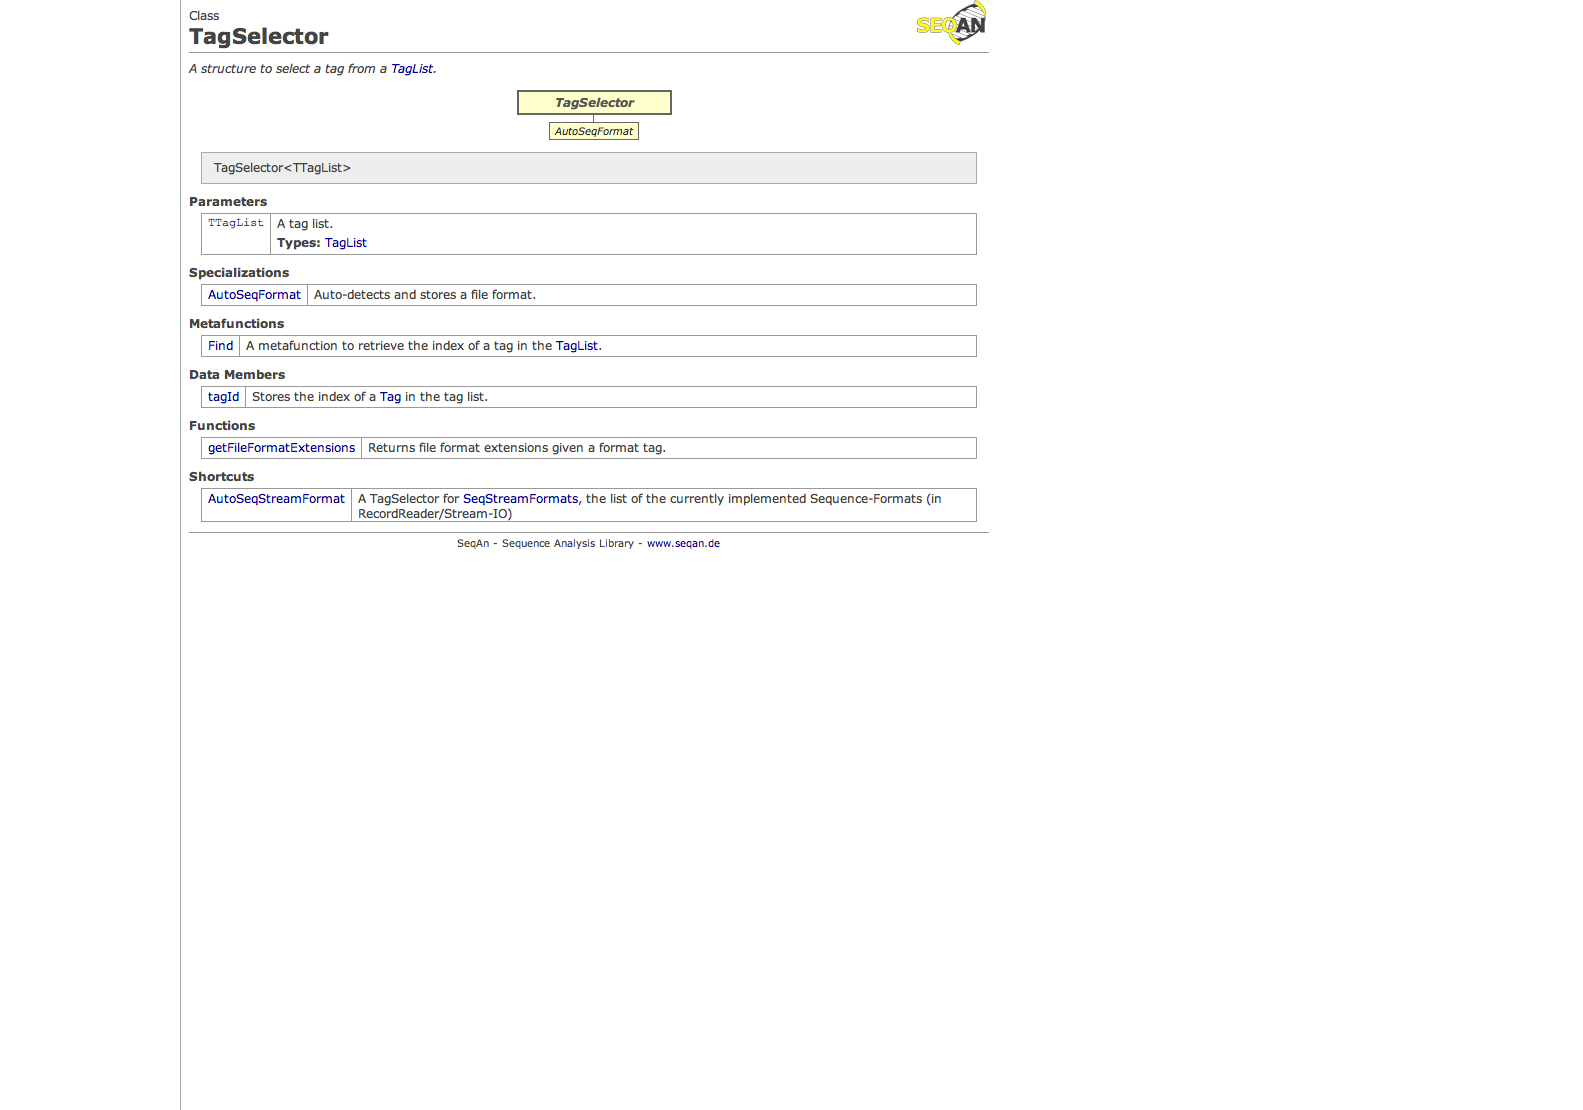 Class
TagSelector
SEQAN
A structure to select a tag from a TagList.
TagSelector
AutoSeqFormat
TagSelector<TTagList>
Parameters
TTagList A tag list.
Types: TagList
Specializations
AutoSeqFormat Auto-detects and stores a file format.
Metafunctions
Find A metafunction to retrieve the index of a tag in the TagList.
Data Members
tagId Stores the index of a Tag in the tag list.
Functions
getFileFormatExtensions Returns file format extensions given a format tag.
Shortcuts
AutoSeqStreamFormat A TagSelector for SeqStreamFormats, the list of the currently implemented Sequence-Formats (in
RecordReader/Stream-IO)
SeqAn - Sequence Analysis Library - www.seqan.de